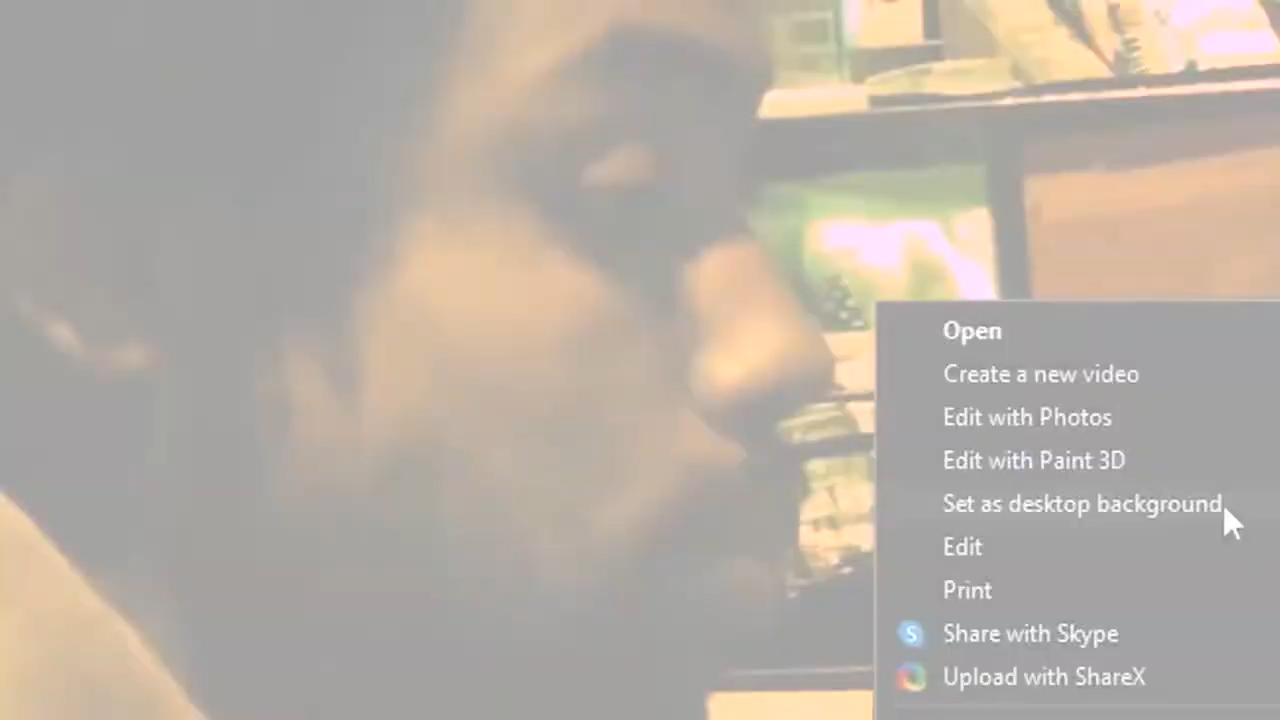 Open
Create a new video
Edit with Photos
Edit with Paint 3D
Set as desktop background
Edit
Print
Share with Skype
Upload with ShareX